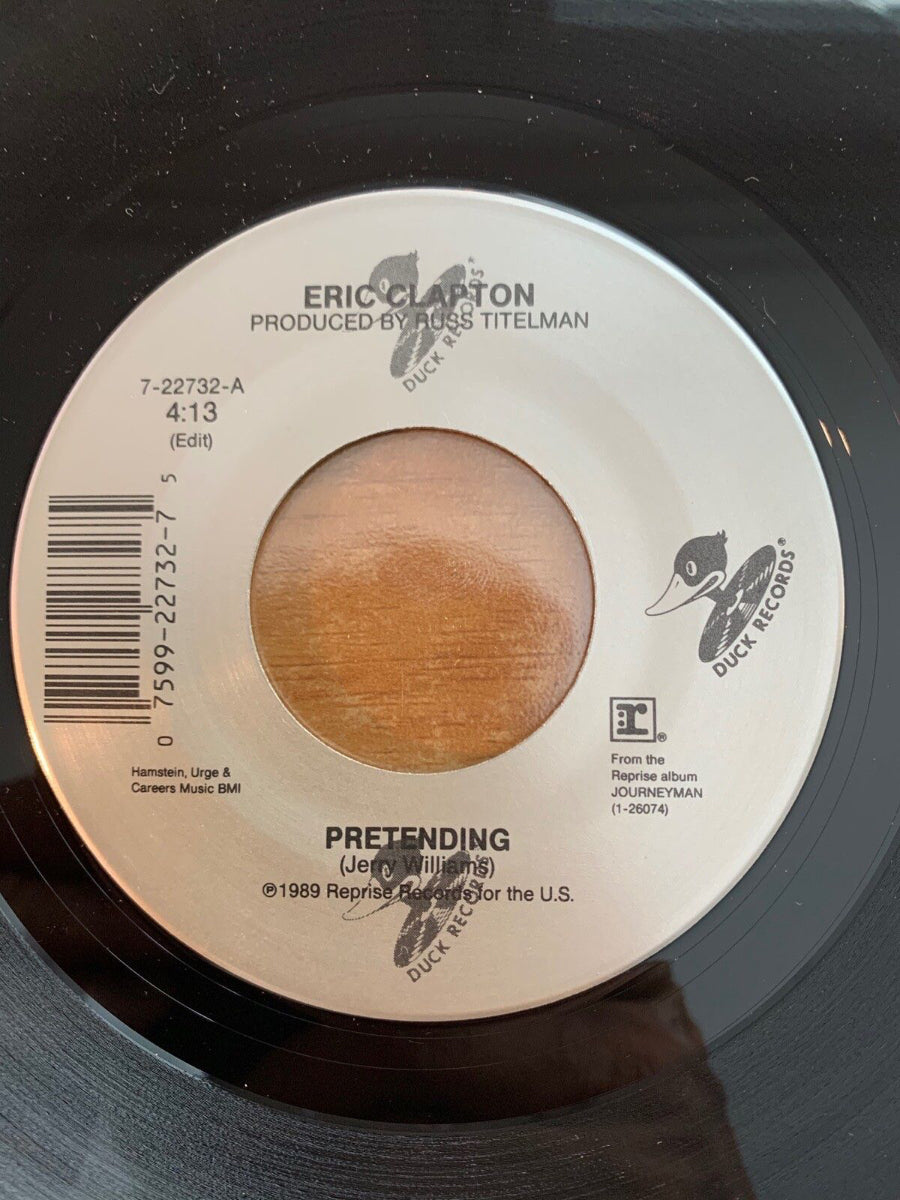 ERIC CLAPTON
PRODUCED BY RUSS TITELMAN
DUCK RECORDS®
7-22732-A
4:13
(Edit)
0 7599-22732-7 5
DUCK RECORDS®
r®
From the
Reprise album
JOURNEYMAN
(1-26074)
Hamstein, Urge &
Careers Music BMI
PRETENDING
(Jerry Williams)
℗1989 Reprise Records for the U.S.
DUCK RECORDS